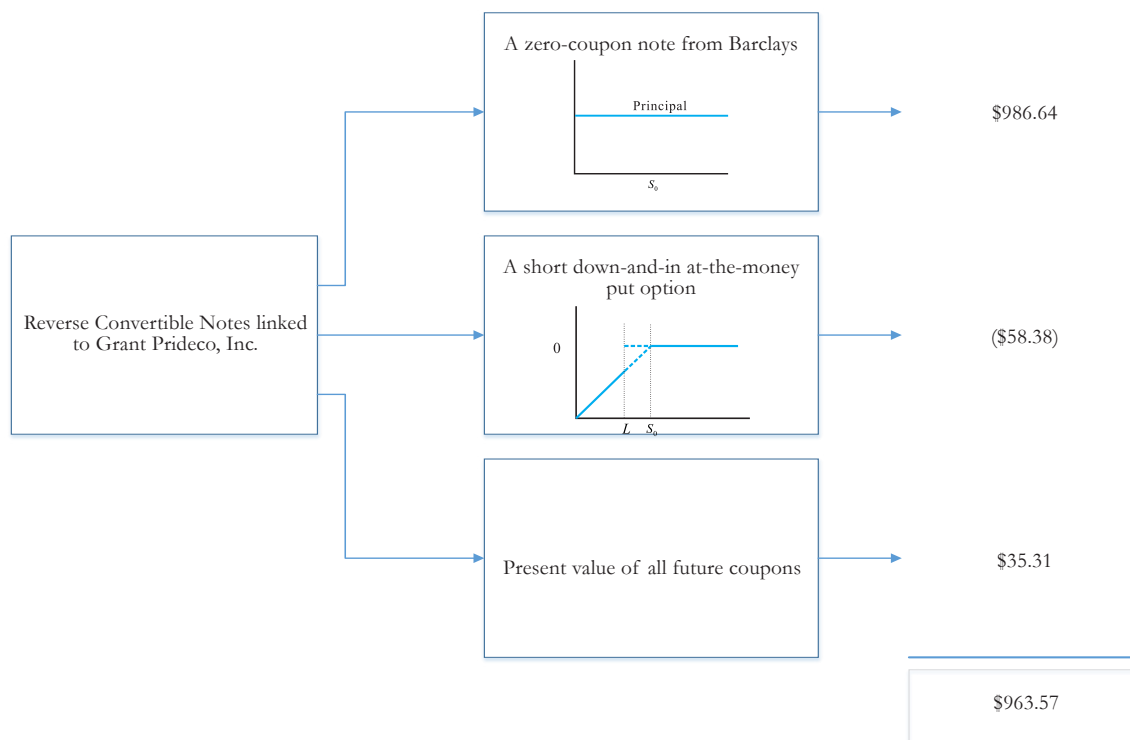 A zero-coupon note from Barclays
Principal
S₀
$986.64
Reverse Convertible Notes linked
to Grant Prideco, Inc.
A short down-and-in at-the-money
put option
0
L S₀
($58.38)
Present value of all future coupons
$35.31
$963.57